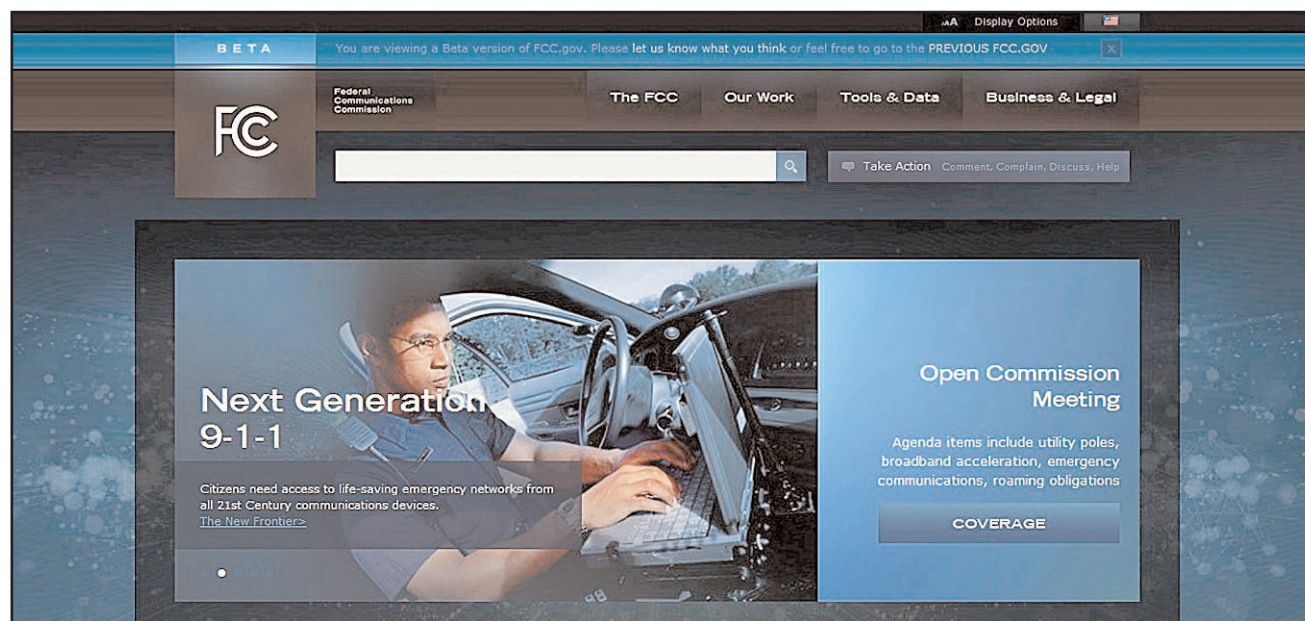 AAA Display Options
BETA
You are viewing a Beta version of FCC.gov. Please let us know what you think or feel free to go to the PREVIOUS FCC.GOV X
FCC
Federal
Communications
Commission
The FCC Our Work Tools & Data Business & Legal
Take Action Comment, Complain, Discuss, Help
Next Generation
9-1-1
Citizens need access to life-saving emergency networks from
all 21st Century communications devices.
The New Frontier>
Open Commission
Meeting
Agenda items include utility poles,
broadband acceleration, emergency
communications, roaming obligations
COVERAGE